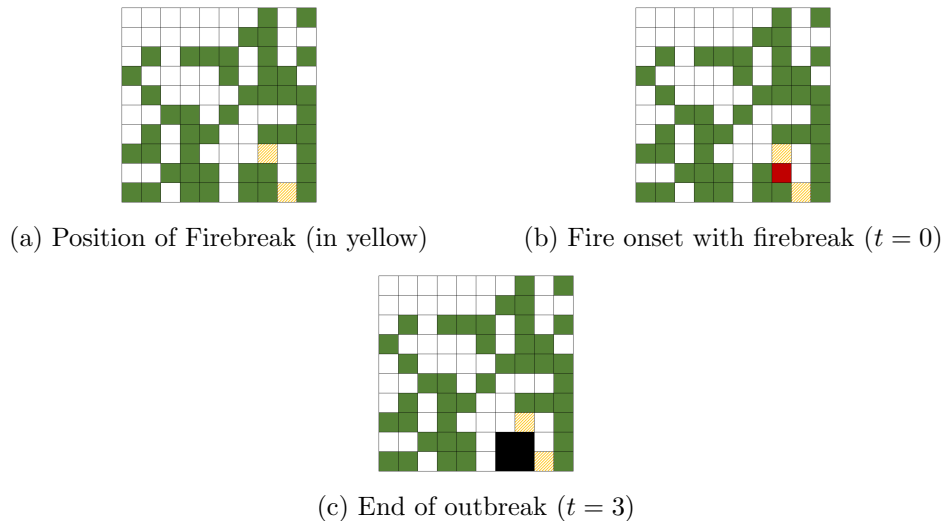 (a) Position of Firebreak (in yellow)
(b) Fire onset with firebreak (t = 0)
(c) End of outbreak (t = 3)